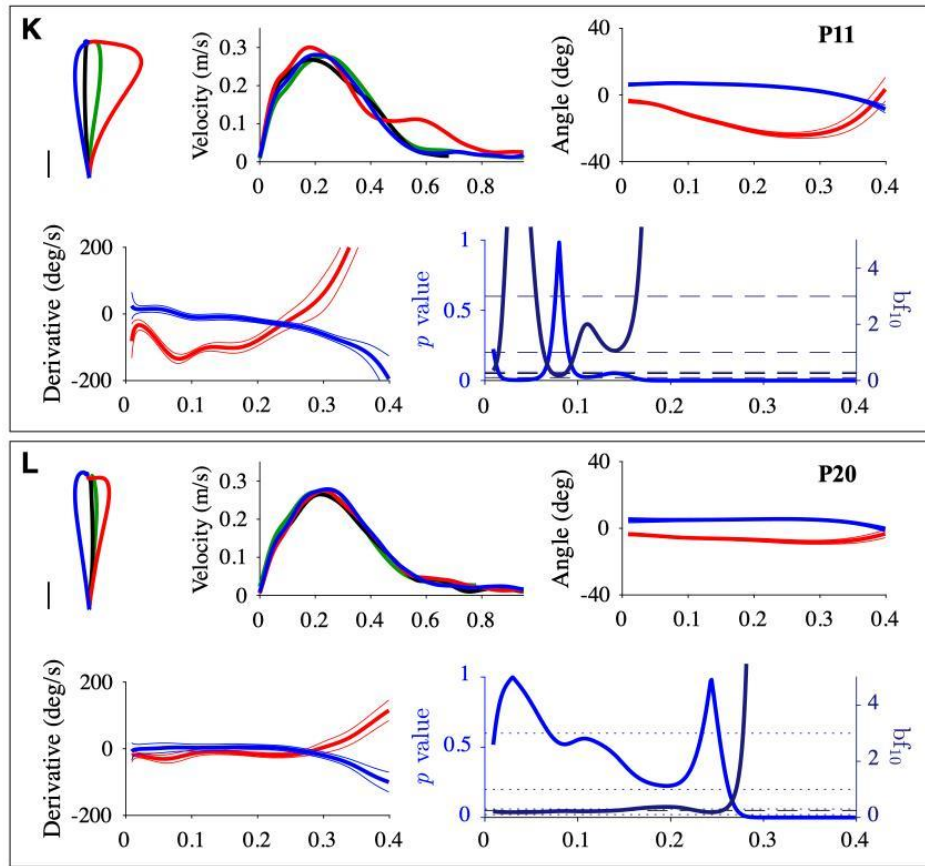 K
P11
Velocity (m/s)
0.3
0.2
0.1
0
0 0.2 0.4 0.6 0.8
Angle (deg)
40
0
-40
0 0.1 0.2 0.3 0.4
Derivative (deg/s)
200
0
-200
0 0.1 0.2 0.3 0.4
p value
1
0.5
0
0 0.1 0.2 0.3 0.4
4
2
0
bf10
L
P20
Velocity (m/s)
0.3
0.2
0.1
0
0 0.2 0.4 0.6 0.8
Angle (deg)
40
0
-40
0 0.1 0.2 0.3 0.4
Derivative (deg/s)
200
0
-200
0 0.1 0.2 0.3 0.4
p value
1
0.5
0
0 0.1 0.2 0.3 0.4
4
2
0
bf10